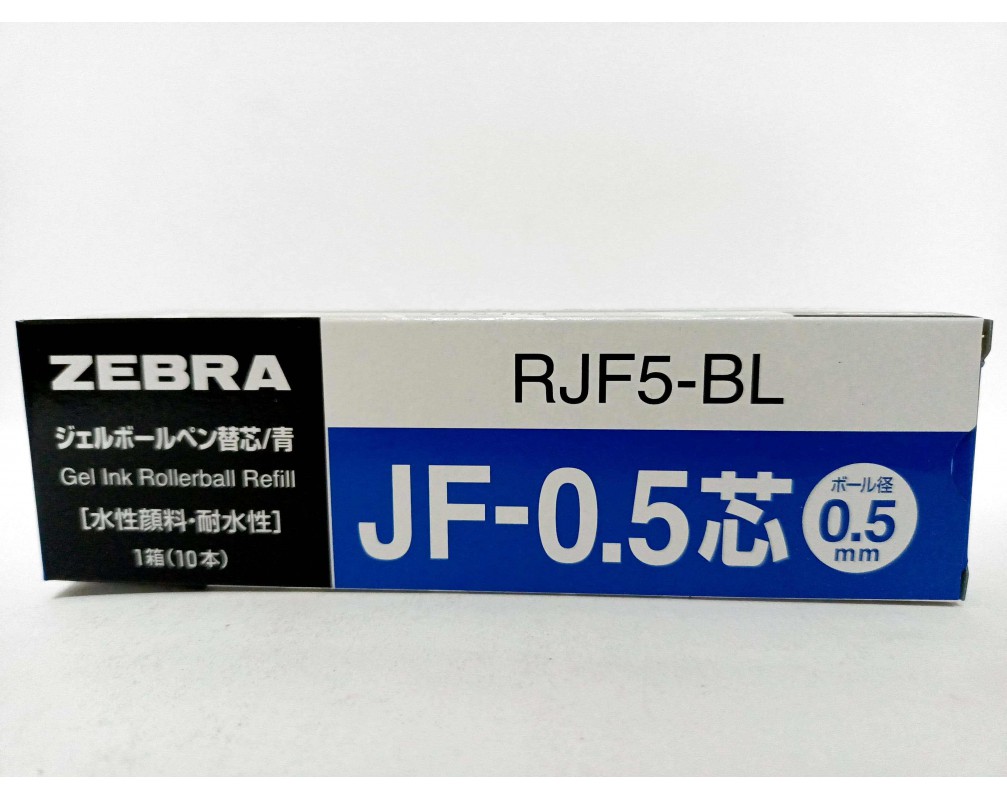 ZEBRA
ジェルボールペン替芯/青
Gel Ink Rollerball Refill
[水性顔料・耐水性]
1箱(10本)
RJF5-BL
JF-0.5芯
ボール径
0.5
mm